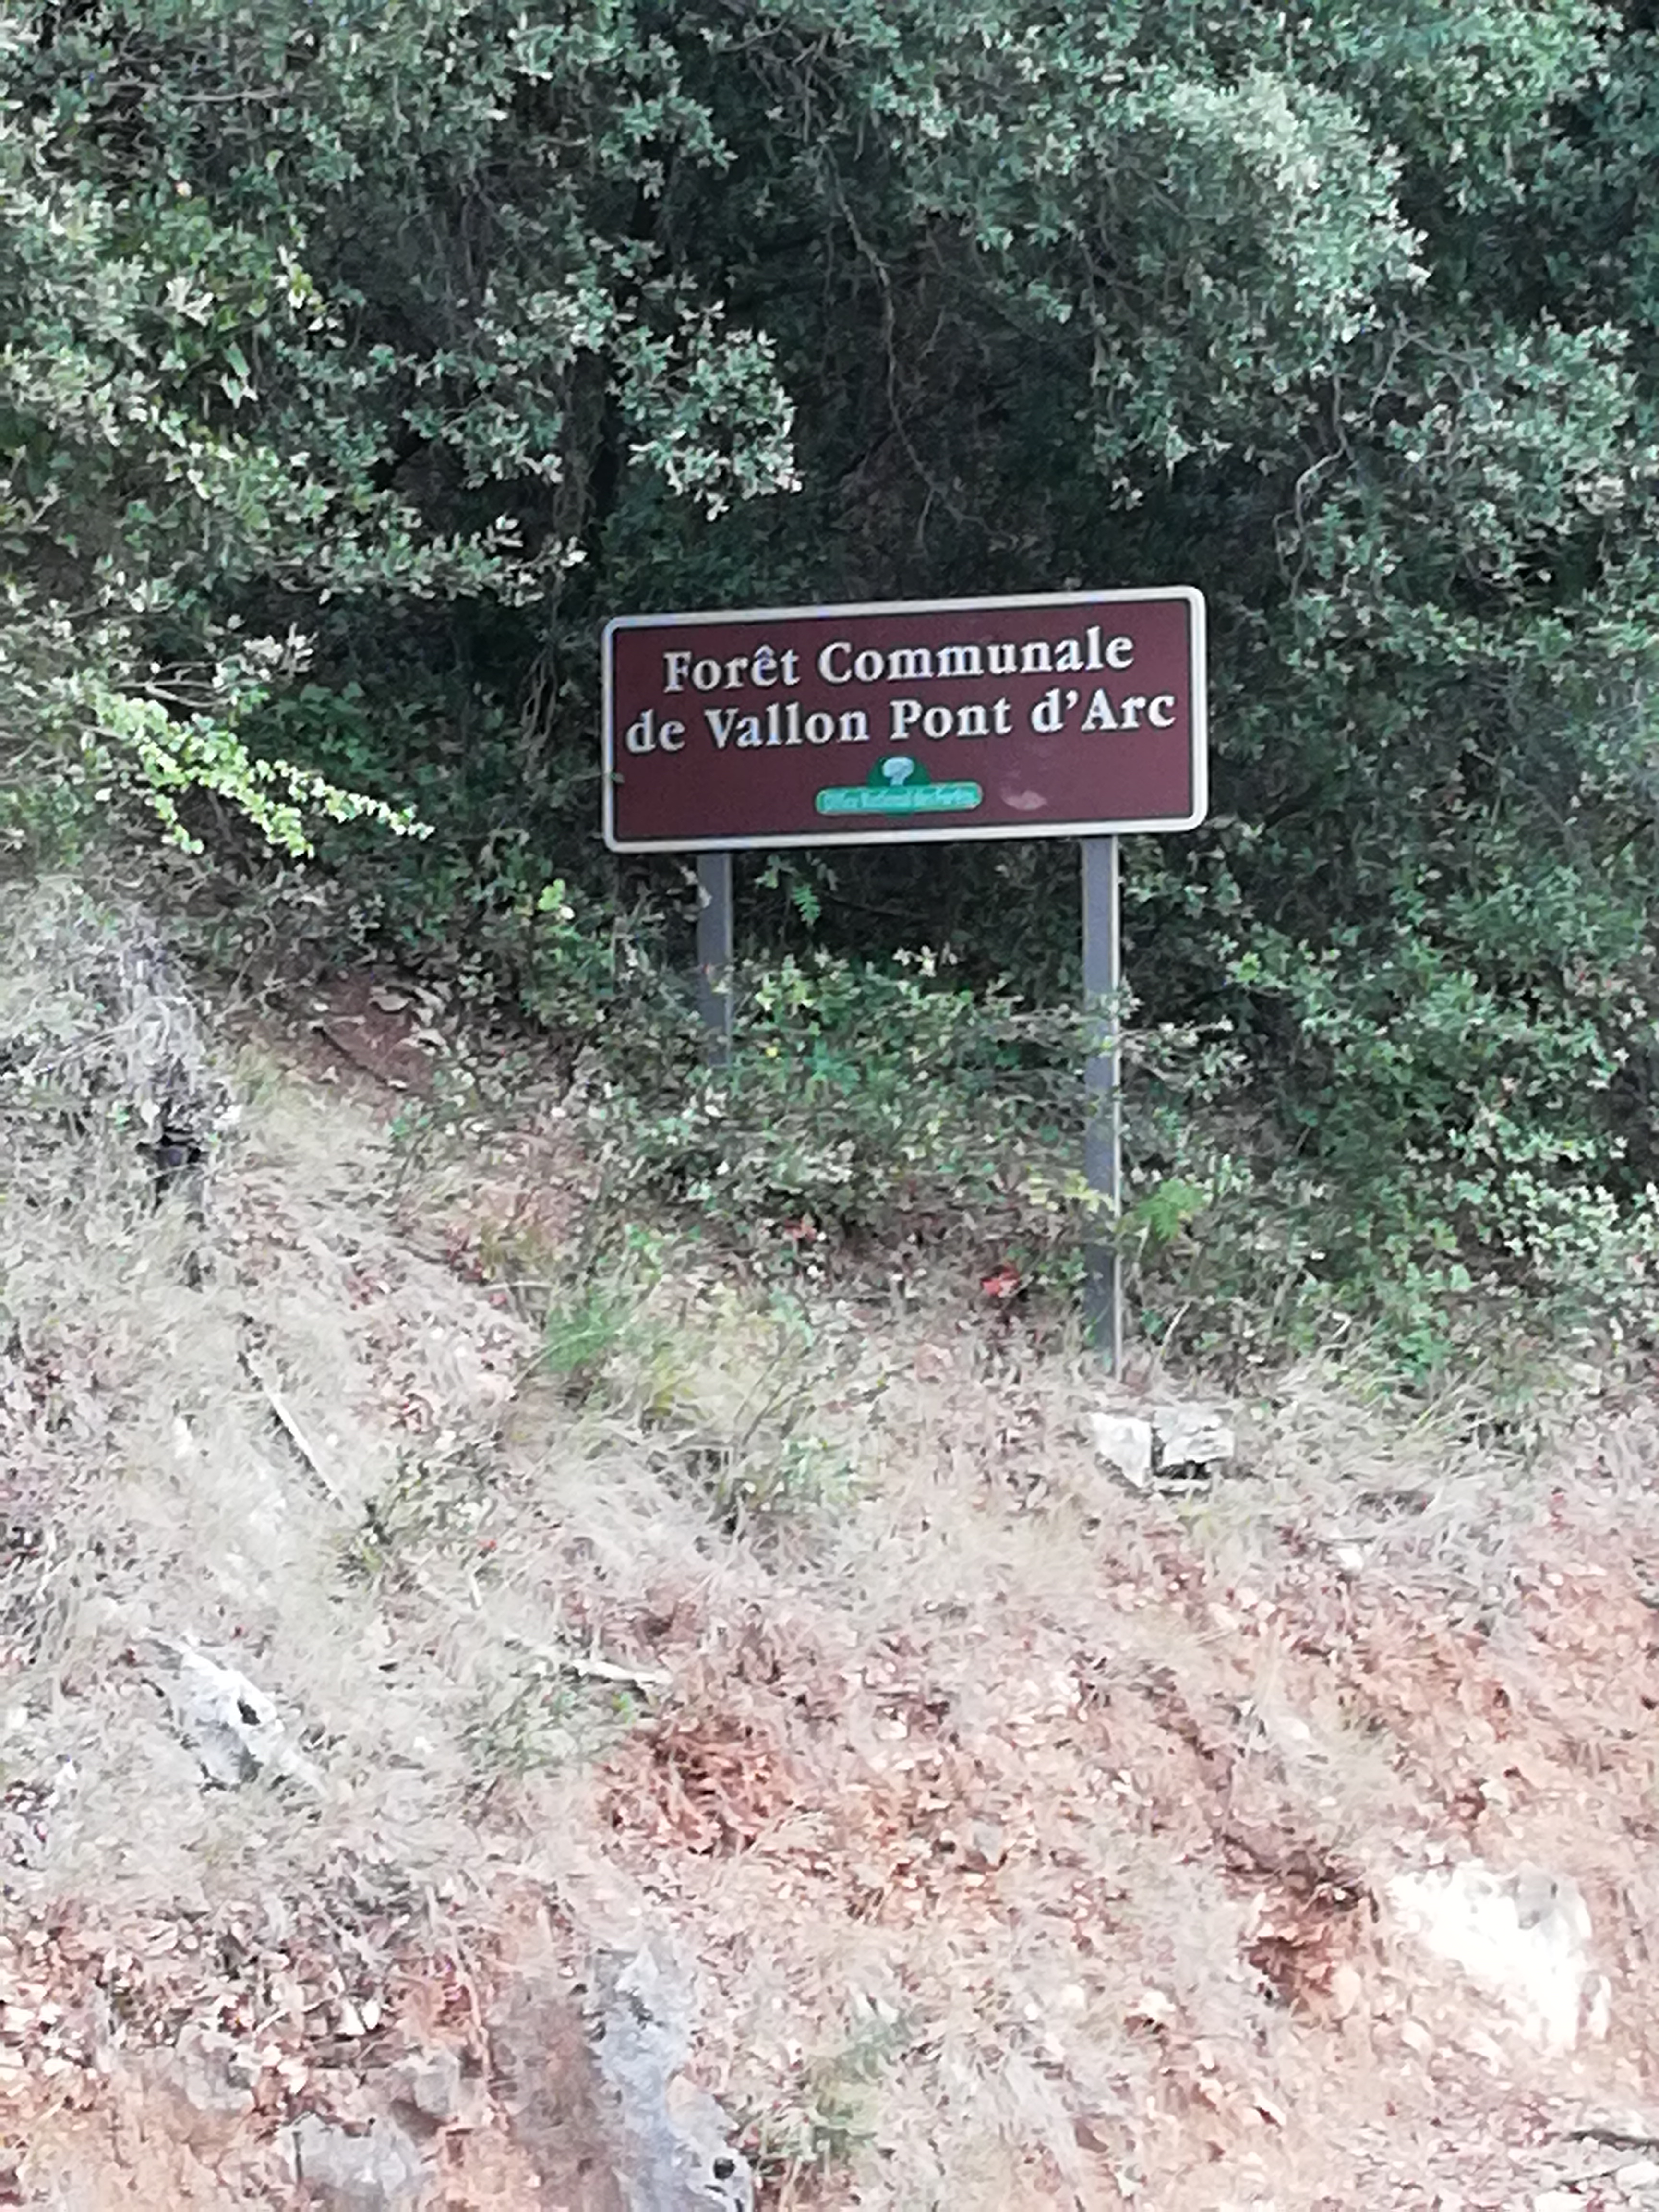 Forêt Communale
de Vallon Pont d'Arc